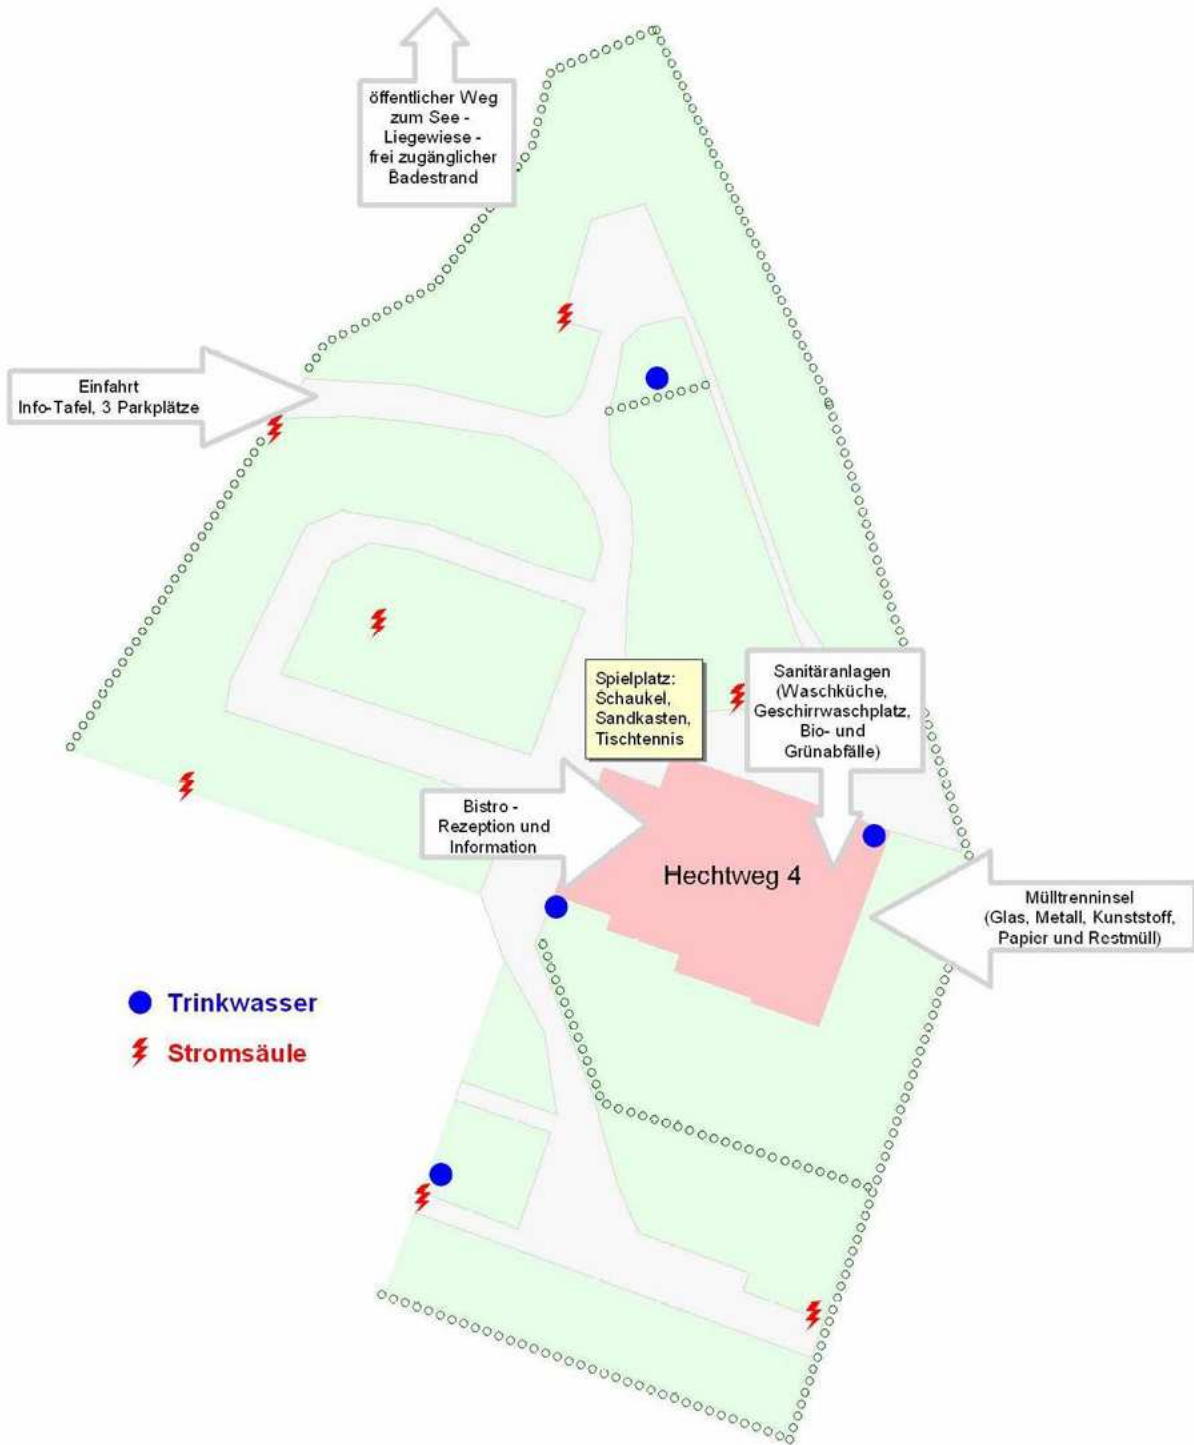 öffentlicher Weg
zum See -
Liegewiese -
frei zugänglicher
Badestrand
Einfahrt
Info-Tafel, 3 Parkplätze
Spielplatz:
Schaukel,
Sandkasten,
Tischtennis
Sanitäranlagen
(Waschküche,
Geschirrwaschplatz,
Bio- und
Grünabfälle)
Bistro -
Rezeption und
Information
Hechtweg 4
Mülltrenninsel
(Glas, Metall, Kunststoff,
Papier und Restmüll)
Trinkwasser
Stromsäule